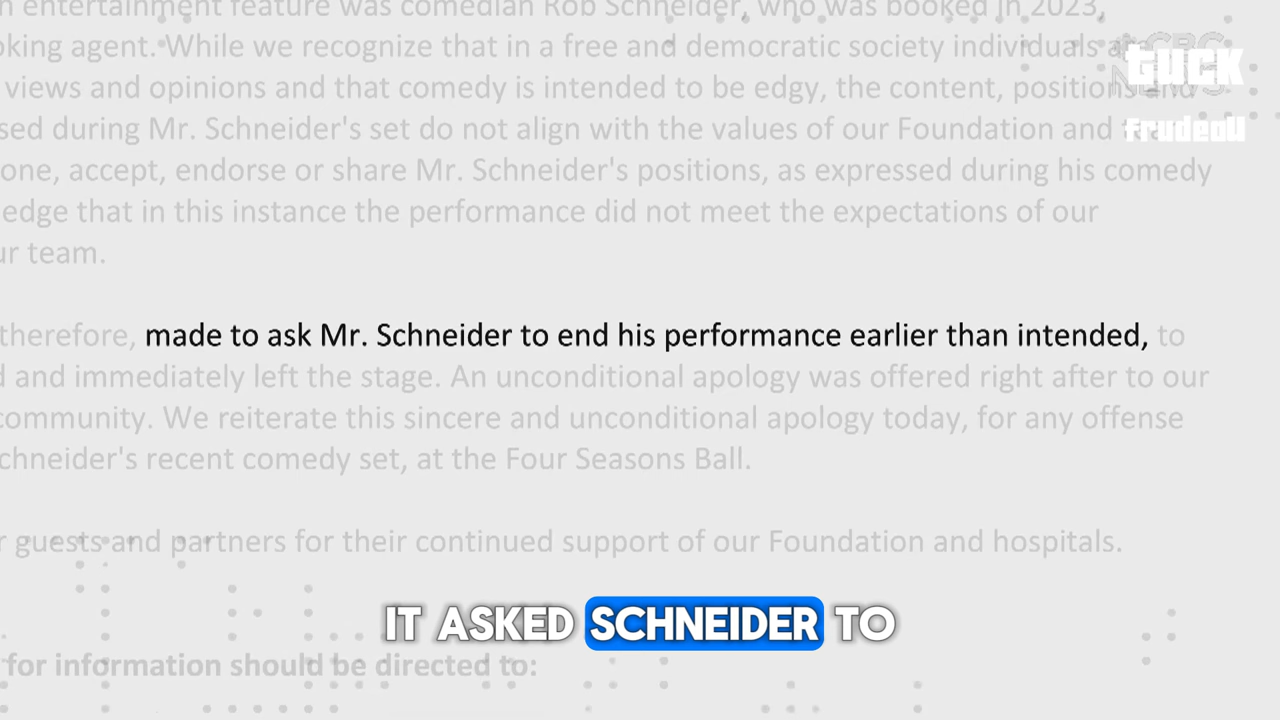 n entertainment feature was comedian Rob Schneider, who was booked in 2023,
oking agent. While we recognize that in a free and democratic society individuals
views and opinions and that comedy is intended to be edgy, the content, positions and
sed during Mr. Schneider's set do not align with the values of our Foundation and
one, accept, endorse or share Mr. Schneider's positions, as expressed during his comedy
ledge that in this instance the performance did not meet the expectations of our
ur team.
therefore, made to ask Mr. Schneider to end his performance earlier than intended, to
d and immediately left the stage. An unconditional apology was offered right after to our
community. We reiterate this sincere and unconditional apology today, for any offense
chneider's recent comedy set, at the Four Seasons Ball.
r guests and partners for their continued support of our Foundation and hospitals.
for information should be directed to:
CBC
NEWS
tuck
frudeau
IT ASKED SCHNEIDER TO